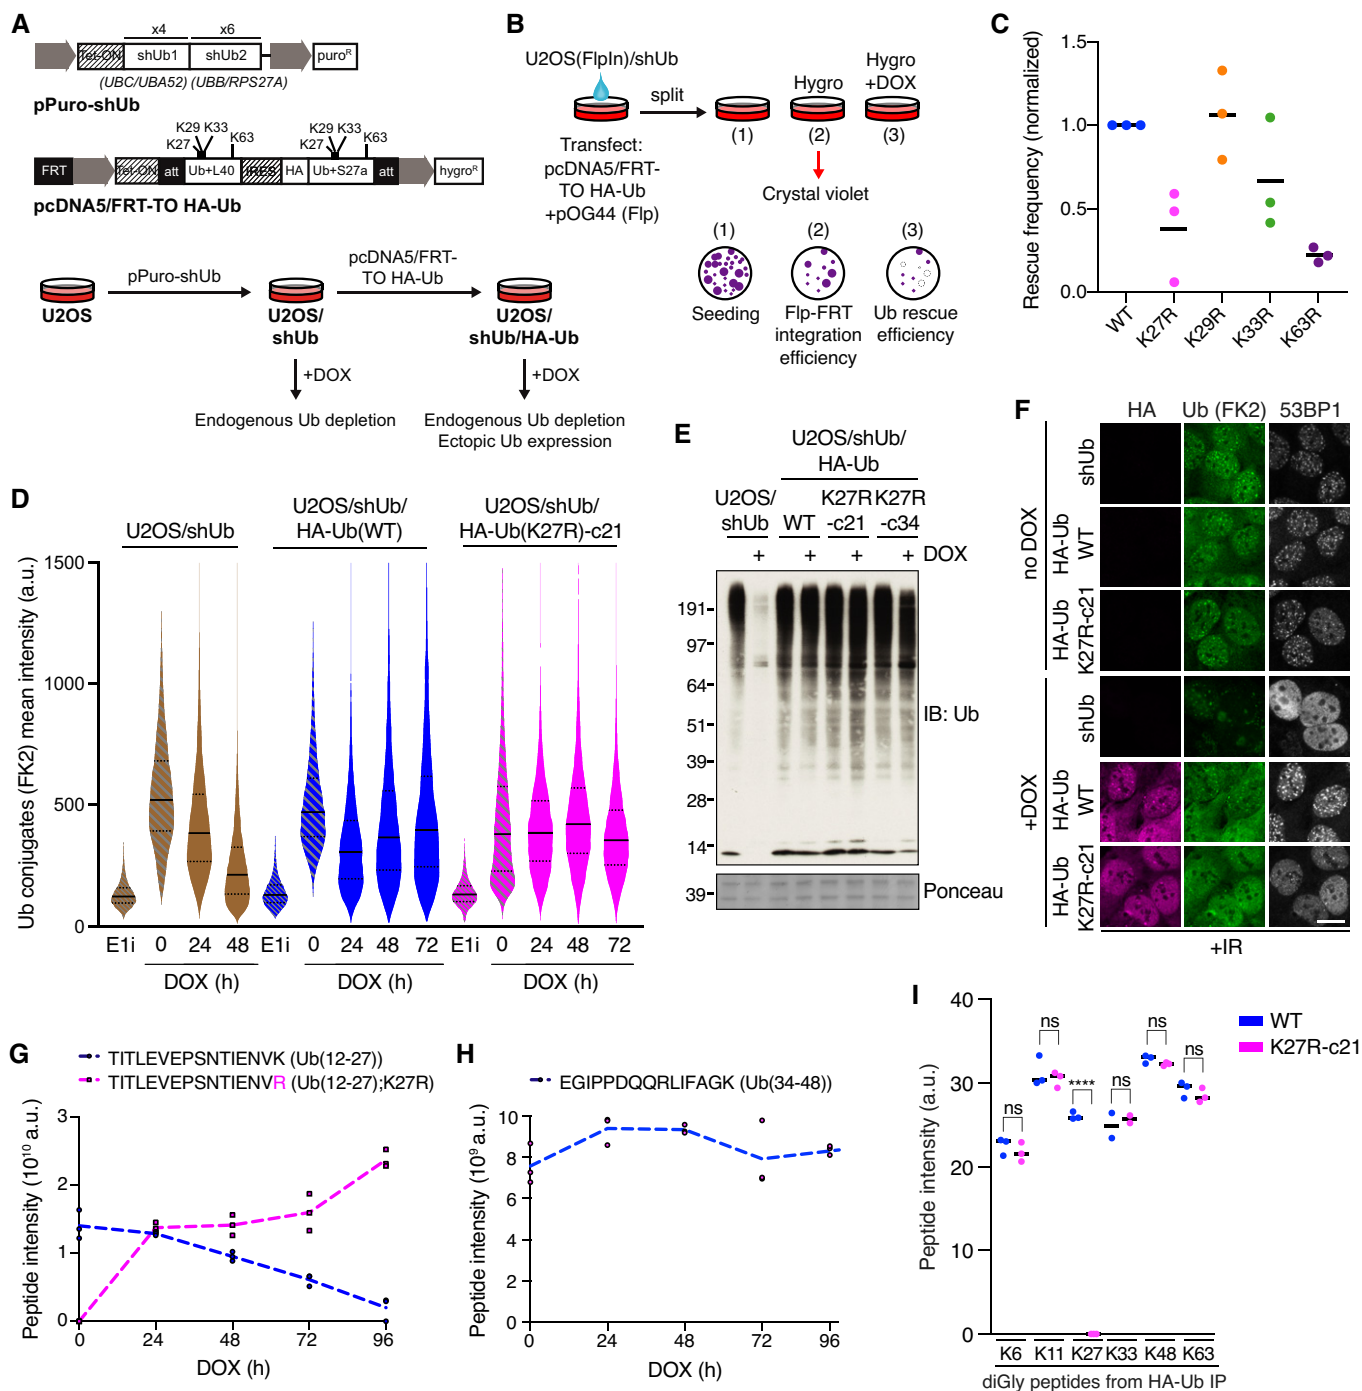 A
x4
x6
Tet-ON
shUb1
shUb2
puroR
(UBC/UBA52)
(UBB/RPS27A)
pPuro-shUb
K29 K33
K27
K63
K29
K33
K27
K63
FRT
Tet-ON
att
Ub+L40
IRES
HA
Ub+S27a
att
hygroR
pcDNA5/FRT-TO HA-Ub
pPuro-shUb
pcDNA5/FRT-
TO HA-Ub
U2OS
U2OS/
shUb
U2OS/
shUb/HA-Ub
+DOX
+DOX
Endogenous Ub depletion
Endogenous Ub depletion
Ectopic Ub expression
B
U2OS(FlpIn)/shUb
split
Hygro
Hygro
+DOX
(1)
(2)
(3)
Transfect:
pcDNA5/FRT-
TO HA-Ub
+pOG44 (Flp)
Crystal violet
(1)
(2)
(3)
Seeding
Flp-FRT
integration
efficiency
Ub rescue
efficiency
C
Rescue frequency (normalized)
1.5
1.0
0.5
0.0
WT
K27R
K29R
K33R
K63R
D
U2OS/shUb
U2OS/shUb/
HA-Ub(WT)
U2OS/shUb/
HA-Ub(K27R)-c21
Ub conjugates (FK2) mean intensity (a.u.)
1500
1000
500
0
E1i 0 24 48 E1i 0 24 48 72 E1i 0 24 48 72
DOX (h)
DOX (h)
DOX (h)
E
U2OS/shUb/
HA-Ub
U2OS/
shUb
WT
K27R
-c21
K27R
-c34
+ + + +
DOX
191
97
64
51
39
28
14
IB: Ub
39
Ponceau
F
HA
Ub (FK2)
53BP1
no DOX
shUb
HA-Ub
WT
HA-Ub
K27R-c21
+DOX
shUb
HA-Ub
WT
HA-Ub
K27R-c21
+IR
G
TITLEVEPSNTIENVK (Ub(12-27))
TITLEVEPSNTIENVR (Ub(12-27);K27R)
Peptide intensity (10¹⁰ a.u.)
3
2
1
0
0 24 48 72 96
DOX (h)
H
EGIPPDQQRLIFAGK (Ub(34-48))
Peptide intensity (10⁹ a.u.)
10
8
6
4
2
0
0 24 48 72 96
DOX (h)
I
WT
K27R-c21
Peptide intensity (a.u.)
40
30
20
10
0
ns
ns
****
ns
ns
ns
K6 K11 K27 K33 K48 K63
diGly peptides from HA-Ub IP